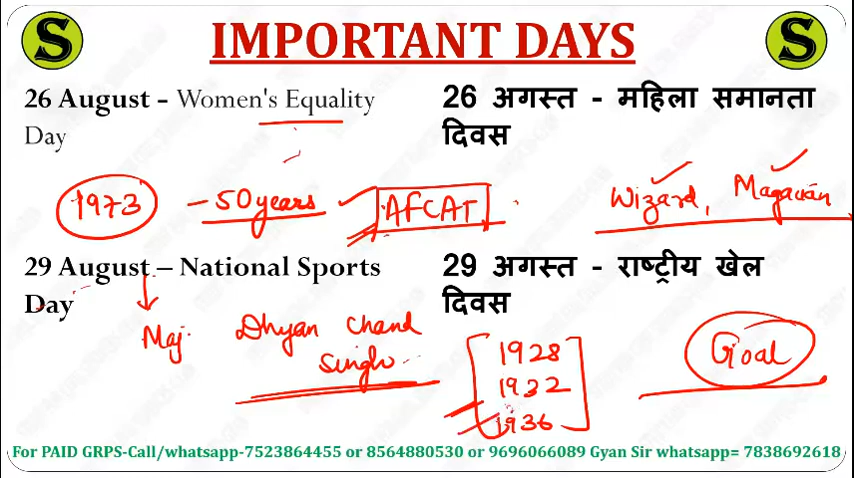 S IMPORTANT DAYS S
26 August - Women's Equality
Day
26 अगस्त - महिला समानता
दिवस
1973 - 50 years AFCAT
Wizard, Magician
29 August – National Sports
Day
29 अगस्त - राष्ट्रीय खेल
दिवस
Maj. Dhyan Chand
Singh
1928
1932
1936
Goal
For PAID GRPS-Call/whatsapp-7523864455 or 8564880530 or 9696066089 Gyan Sir whatsapp= 7838692618